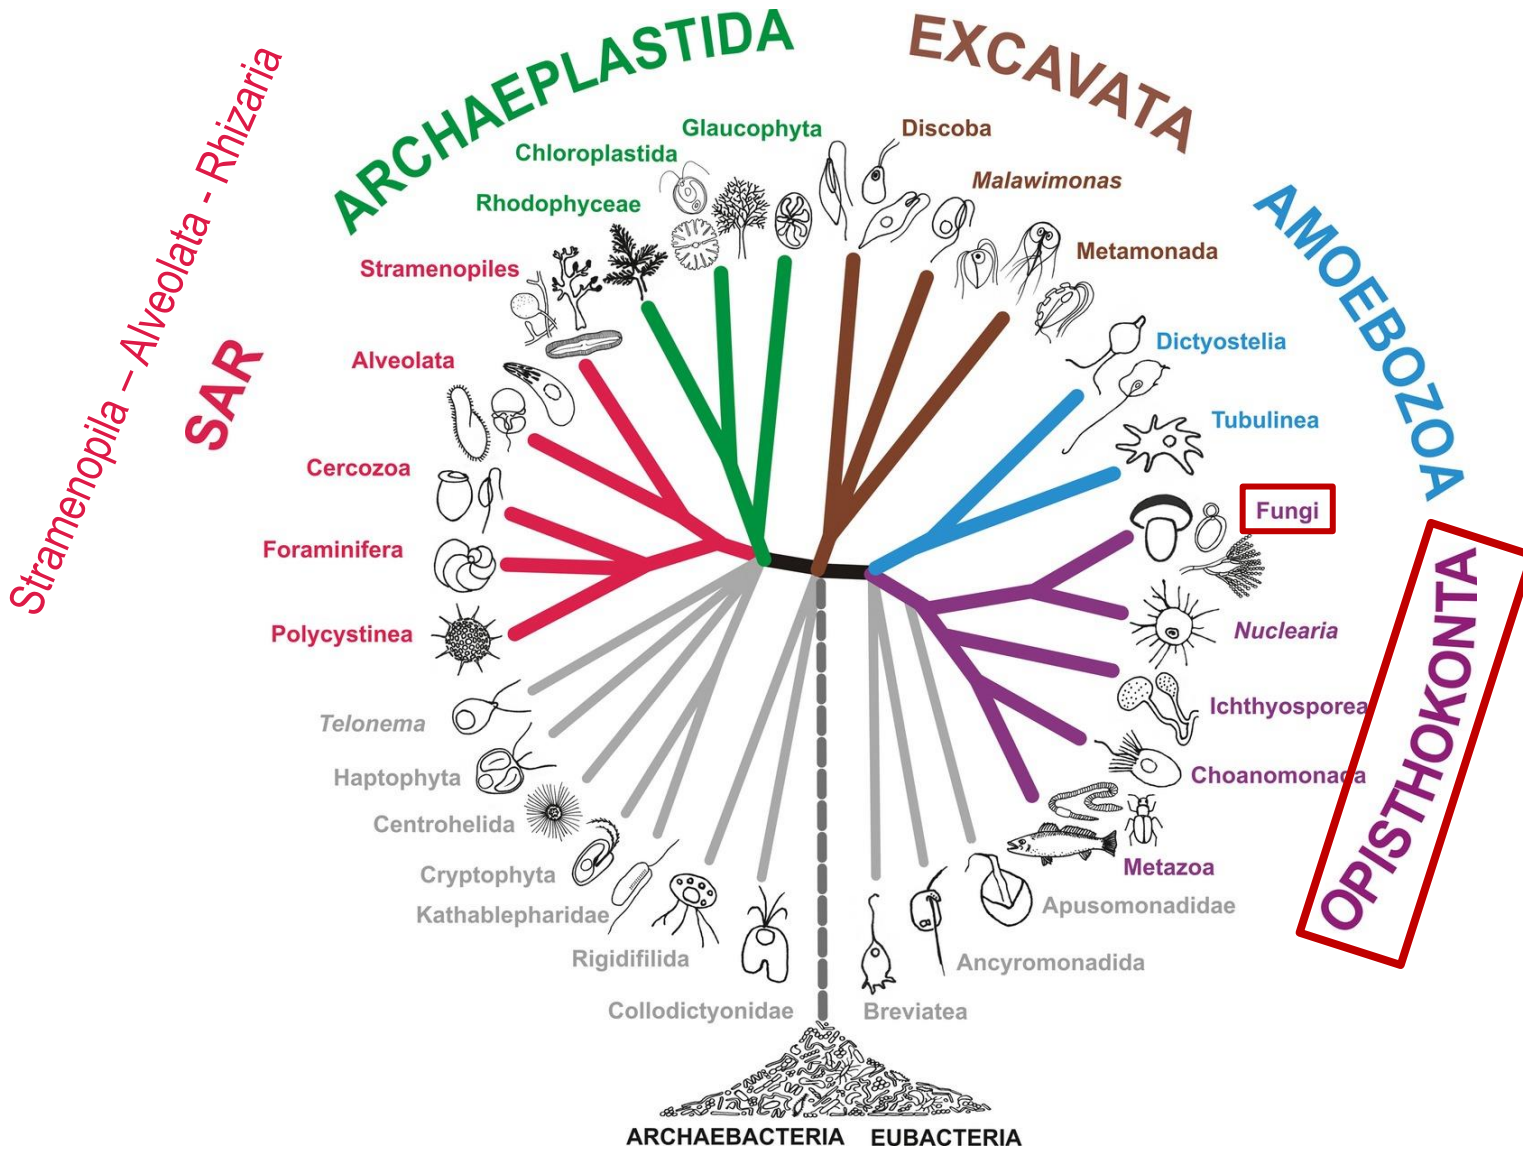 ARCHAEPLASTIDA
EXCAVATA
AMOEBOZOA
OPISTHOKONTA
SAR
Stramenopila – Alveolata - Rhizaria
Glaucophyta
Chloroplastida
Rhodophyceae
Stramenopiles
Alveolata
Cercozoa
Foraminifera
Polycystinea
Telonema
Haptophyta
Centrohelida
Cryptophyta
Kathablepharidae
Rigidifilida
Collodictyonidae
Discoba
Malawimonas
Metamonada
Dictyostelia
Tubulinea
Fungi
Nuclearia
Ichthyosporea
Choanomonada
Metazoa
Apusomonadidae
Ancyromonadida
Breviatea
ARCHAEBACTERIA EUBACTERIA